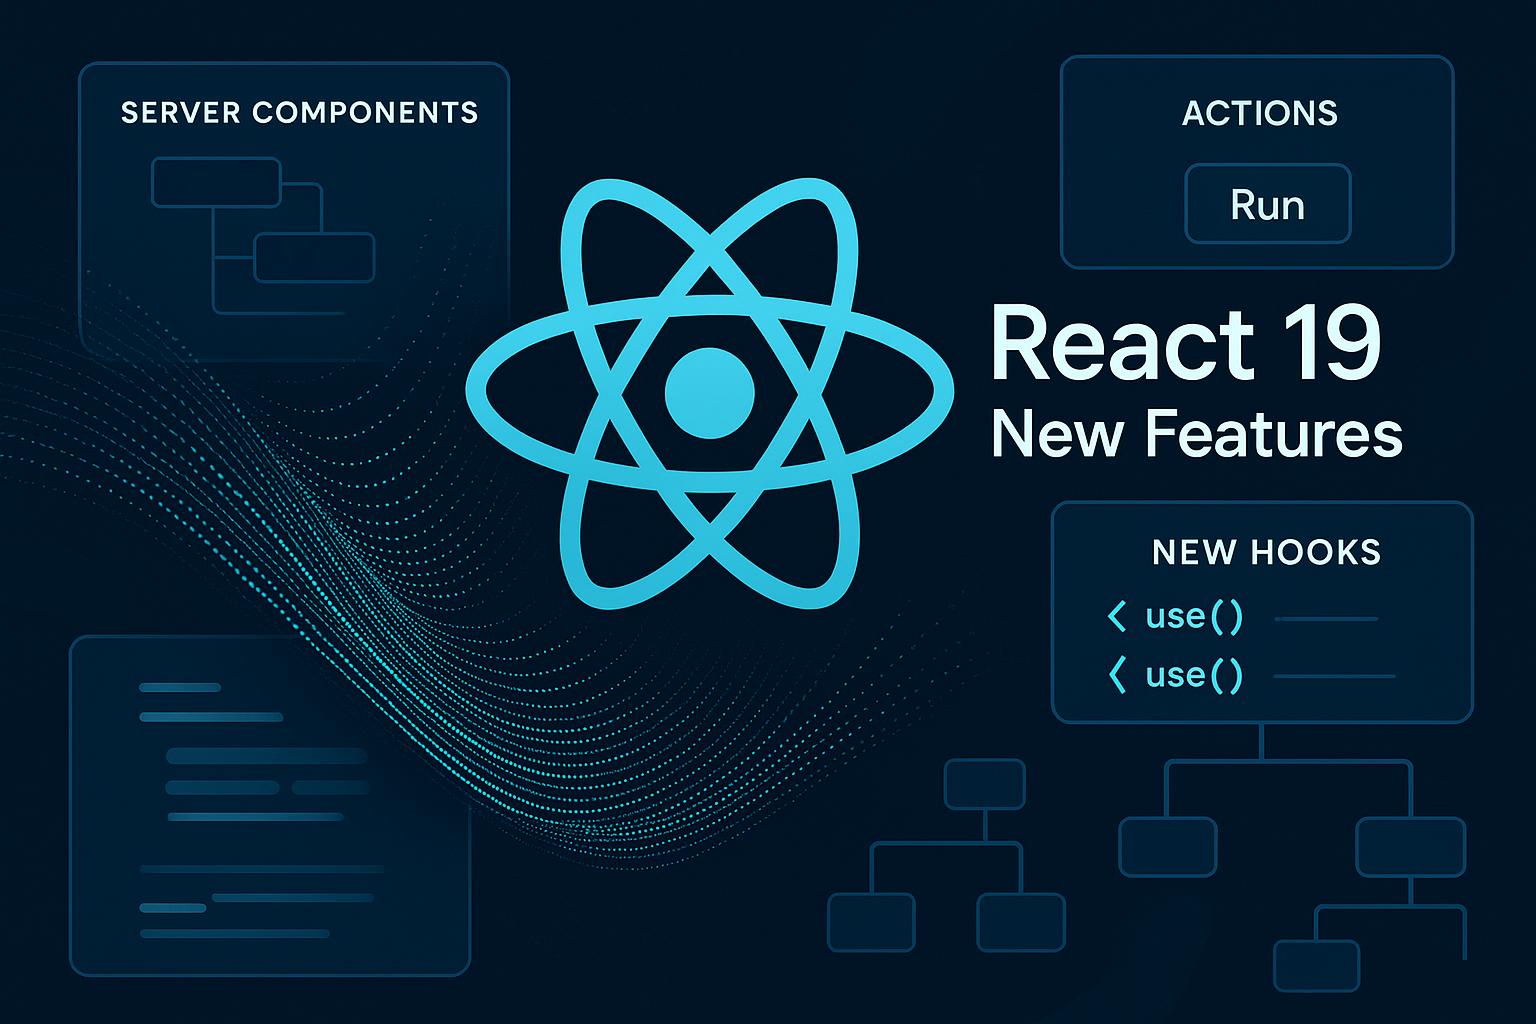 SERVER COMPONENTS
ACTIONS
Run
React 19
New Features
NEW HOOKS
< use()
< use()